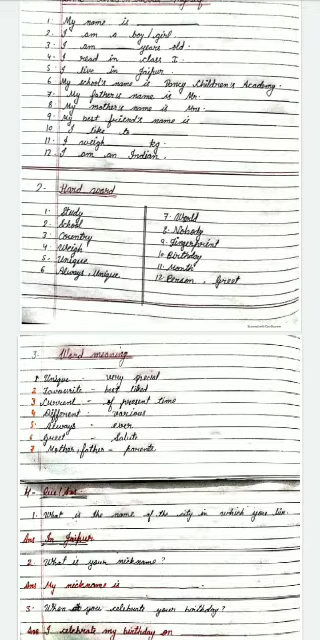 1. My name is
2. I am a boy/girl.
3. I am years old.
4. I read in class I.
5. I live in Jaipur.
6 My school's name is Children's Academy.
7. My father's name is Mr.
8 My mother's name is Mrs.
9. My best friend's name is
10 I like to
11. I weigh kg.
12. I am an Indian.
2. Hard word
1. Study
2. School
3. Country
4 Weigh
5. Unique
6 Always, Unique
7. World
8. Nobody
9. Fingerprint
10 Birthday
11. Month
12. Person, Greet
3. Word meaning
1. Unique - very special
2 Favourite - best liked
3 Current - of present time
4 Different - various
5. Always - ever
6 Greet - Salute
7 Mother, father - parents
4- Que/Ans-
1. What is the name of the city in which you live.
Ans In Jaipur
2. What is your nickname?
Ans My nickname is
3. When do you celebrate your birthday?
Ans I celebrate my birthday on